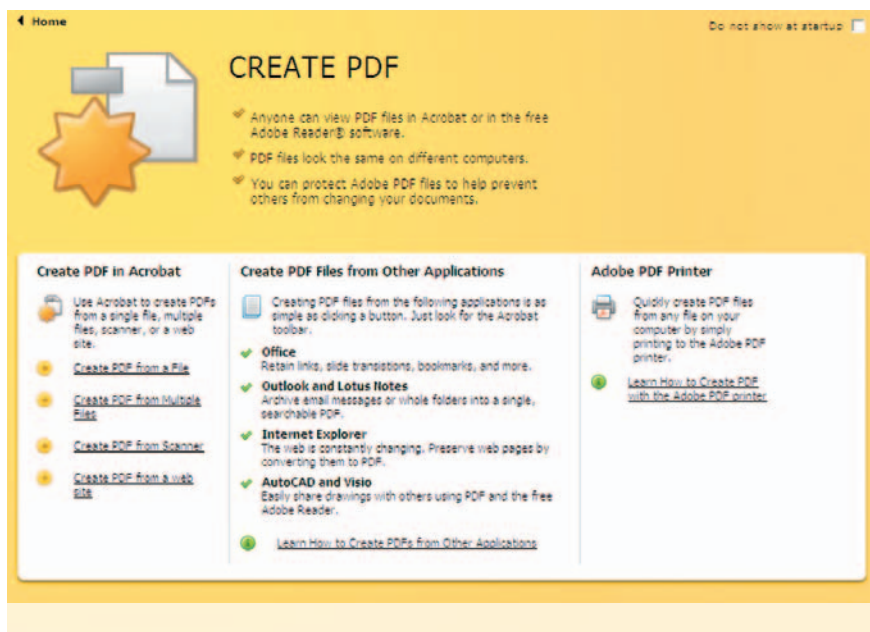 Home
Do not show at startup
CREATE PDF
Anyone can view PDF files in Acrobat or in the free
Adobe Reader® software.
PDF files look the same on different computers.
You can protect Adobe PDF files to help prevent
others from changing your documents.
Create PDF in Acrobat
Use Acrobat to create PDFs
from a single file, multiple
files, scanner, or a web
site.
Create PDF from a File
Create PDF from Multiple
Files
Create PDF from Scanner
Create PDF from a web
site
Create PDF Files from Other Applications
Creating PDF files from the following applications is as
simple as clicking a button. Just look for the Acrobat
toolbar.
Office
Retain links, slide transistions, bookmarks, and more.
Outlook and Lotus Notes
Archive email messages or whole folders into a single,
searchable PDF.
Internet Explorer
The web is constantly changing. Preserve web pages by
converting them to PDF.
AutoCAD and Visio
Easily share drawings with others using PDF and the free
Adobe Reader.
Learn How to Create PDFs from Other Applications
Adobe PDF Printer
Quickly create PDF files
from any file on your
computer by simply
printing to the Adobe PDF
printer.
Learn How to Create PDF
with the Adobe PDF printer